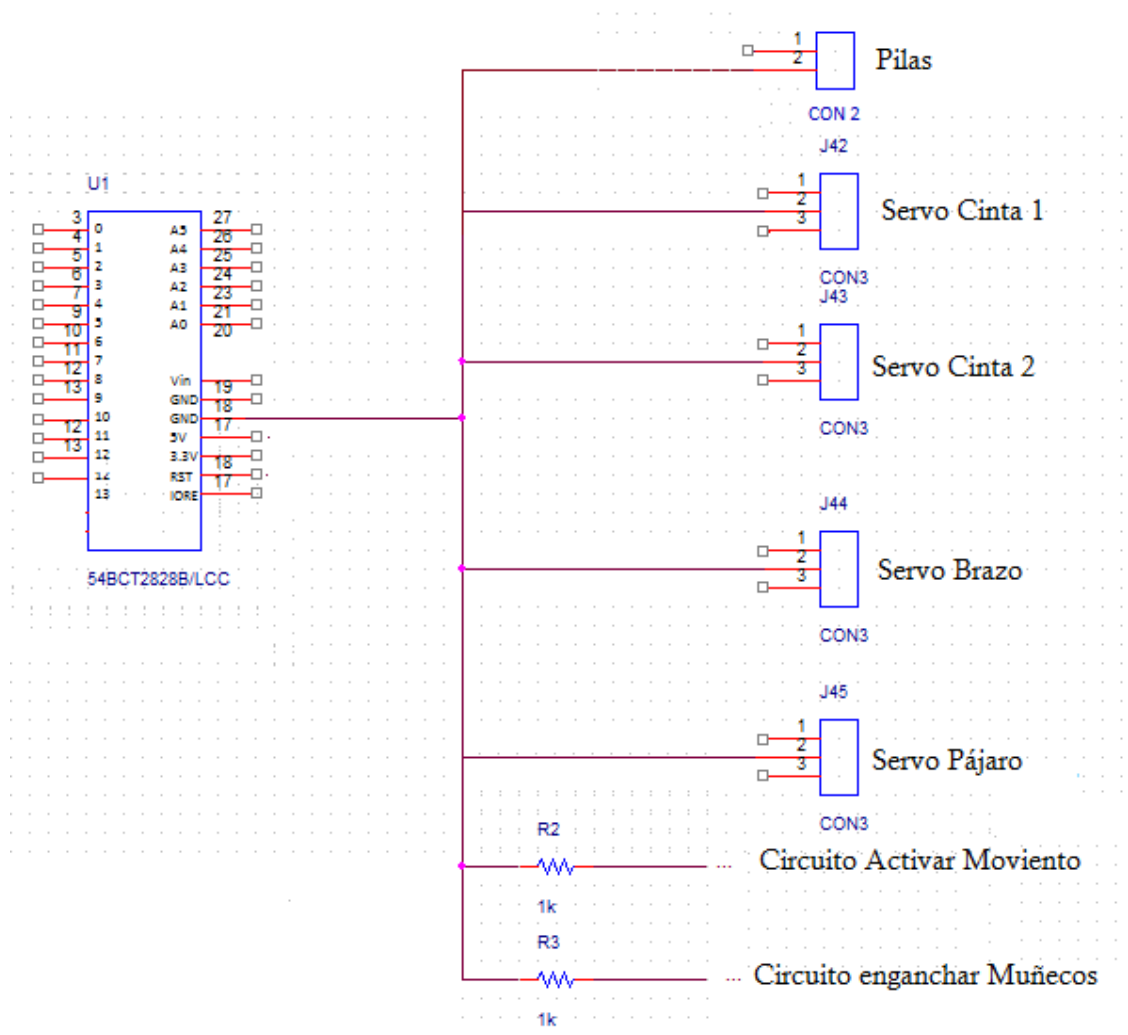 1
2
Pilas
CON 2
J42
U1
1
2
3
Servo Cinta 1
CON3
3 27
0 A5
4 26
1 A4
5 25
2 A3
6 24
3 A2
7 23
4 A1
9 21
5 A0
10 20
6
11
7
12
8 Vin
13 19
9 GND
18
10 GND
12 17
11 5V
13
12 3.3V
18
12 RST
17
13 IORE
54BCT2828B/LCC
J43
1
2
3
Servo Cinta 2
CON3
J44
1
2
3
Servo Brazo
CON3
J45
1
2
3
Servo Pájaro
CON3
R2
... Circuito Activar Moviento
1k
R3
... Circuito enganchar Muñecos
1k